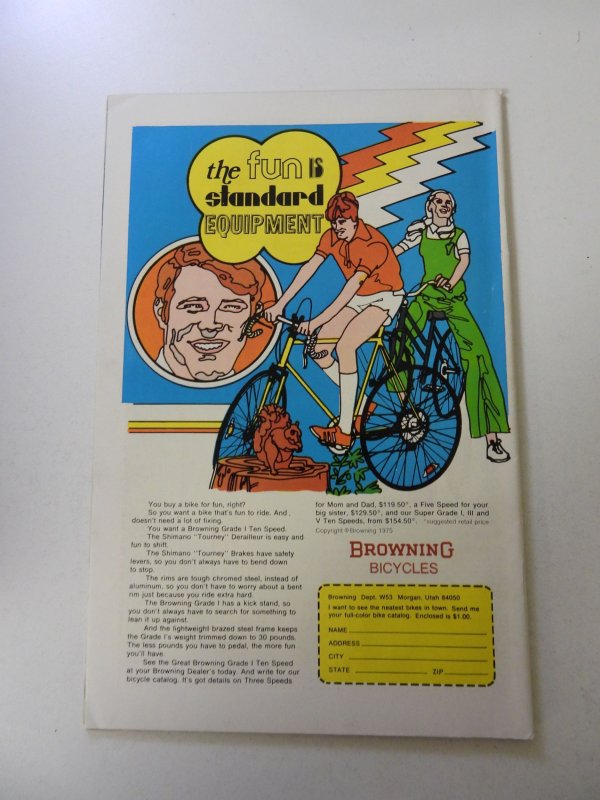 the fun is
standard
EQUIPMENT
You buy a bike for fun, right?
So you want a bike that's fun to ride. And,
doesn't need a lot of fixing.
You want a Browning Grade I Ten Speed.
The Shimano "Tourney" Derailleur is easy and
fun to shift.
The Shimano "Tourney" Brakes have safety
levers, so you don't always have to bend down
to stop.
The rims are tough chromed steel, instead of
aluminum, so you don't have to worry about a bent
rim just because you ride extra hard.
The Browning Grade I has a kick stand, so
you don't always have to search for something to
lean it up against.
And the lightweight brazed steel frame keeps
the Grade I's weight trimmed down to 30 pounds.
The less pounds you have to pedal, the more fun
you'll have.
See the Great Browning Grade I Ten Speed
at your Browning Dealer's today. And write for our
bicycle catalog. It's got details on Three Speeds
for Mom and Dad, $119.50*, a Five Speed for your
big sister, $129.50*, and our Super Grade I, III and
V Ten Speeds, from $154.50*. *suggested retail price
Copyright ©Browning 1975
BROWNING
BICYCLES
Browning Dept. W53 Morgan, Utah 84050
I want to see the neatest bikes in town. Send me
your full-color bike catalog. Enclosed is $1.00.
NAME
ADDRESS
CITY
STATE ZIP